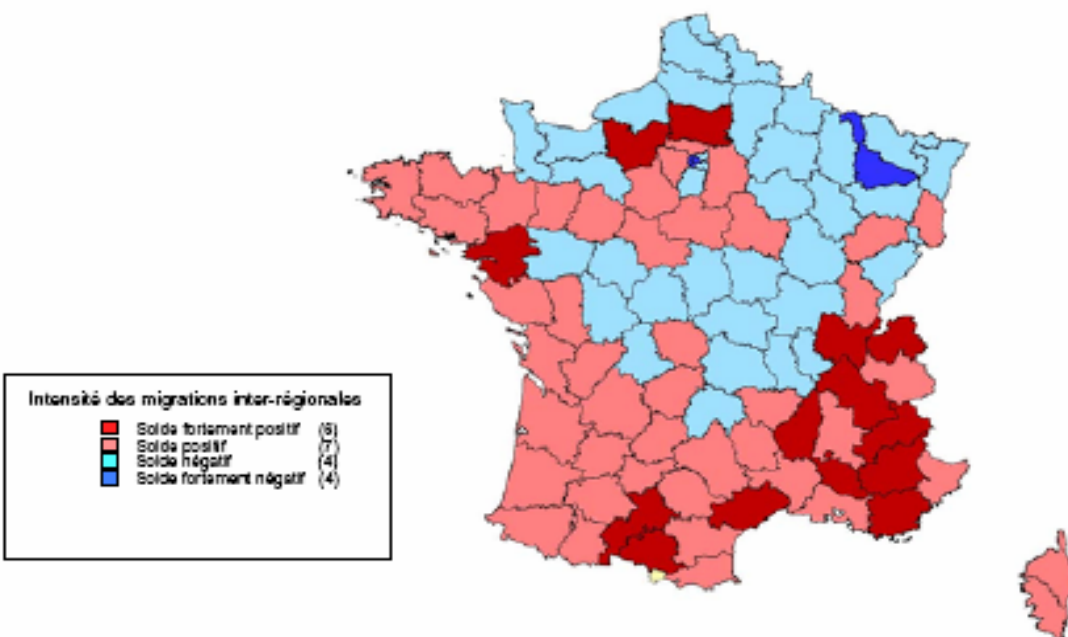 Intensité des migrations inter-régionales
Solde fortement positif (6)
Solde positif (7)
Solde négatif (4)
Solde fortement négatif (4)